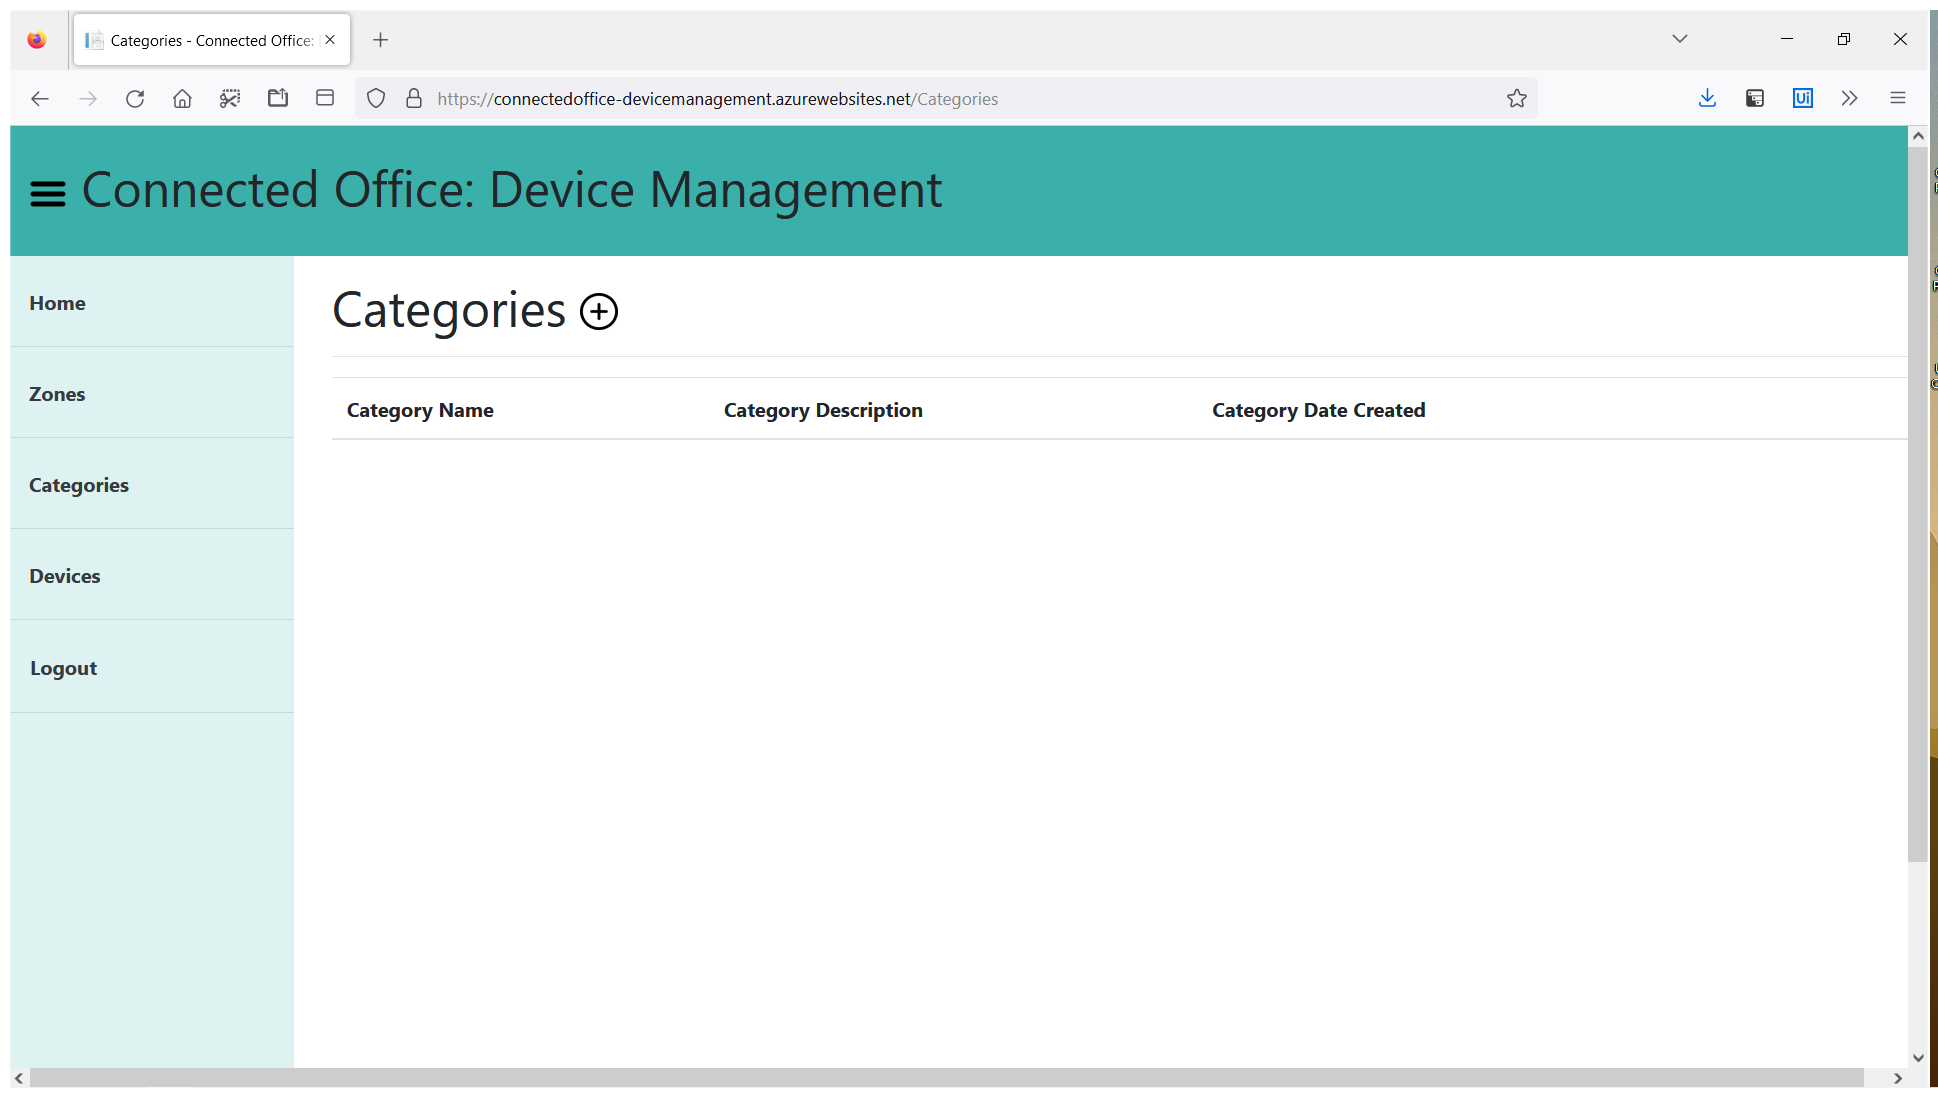 Categories - Connected Office:
https://connectedoffice-devicemanagement.azurewebsites.net/Categories
Ui
Connected Office: Device Management
Home
Zones
Categories
Devices
Logout
Categories
Category Name Category Description Category Date Created